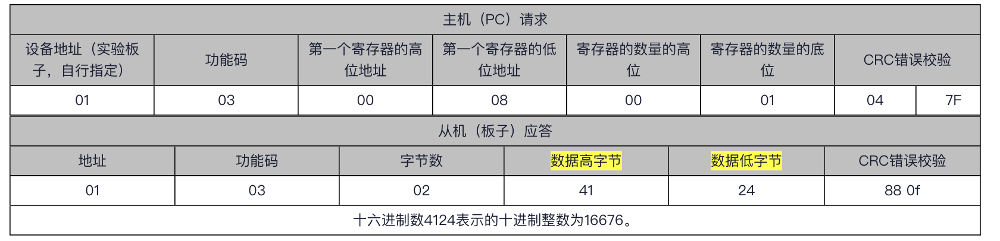 主机（PC）请求
设备地址（实验板
子，自行指定）
功能码
第一个寄存器的高
位地址
第一个寄存器的低
位地址
寄存器的数量的高
位
寄存器的数量的底
位
CRC错误校验
01
03
00
08
00
01
04
7F
从机（板子）应答
地址
功能码
字节数
数据高字节
数据低字节
CRC错误校验
01
03
02
41
24
88 0f
十六进制数4124表示的十进制整数为16676。